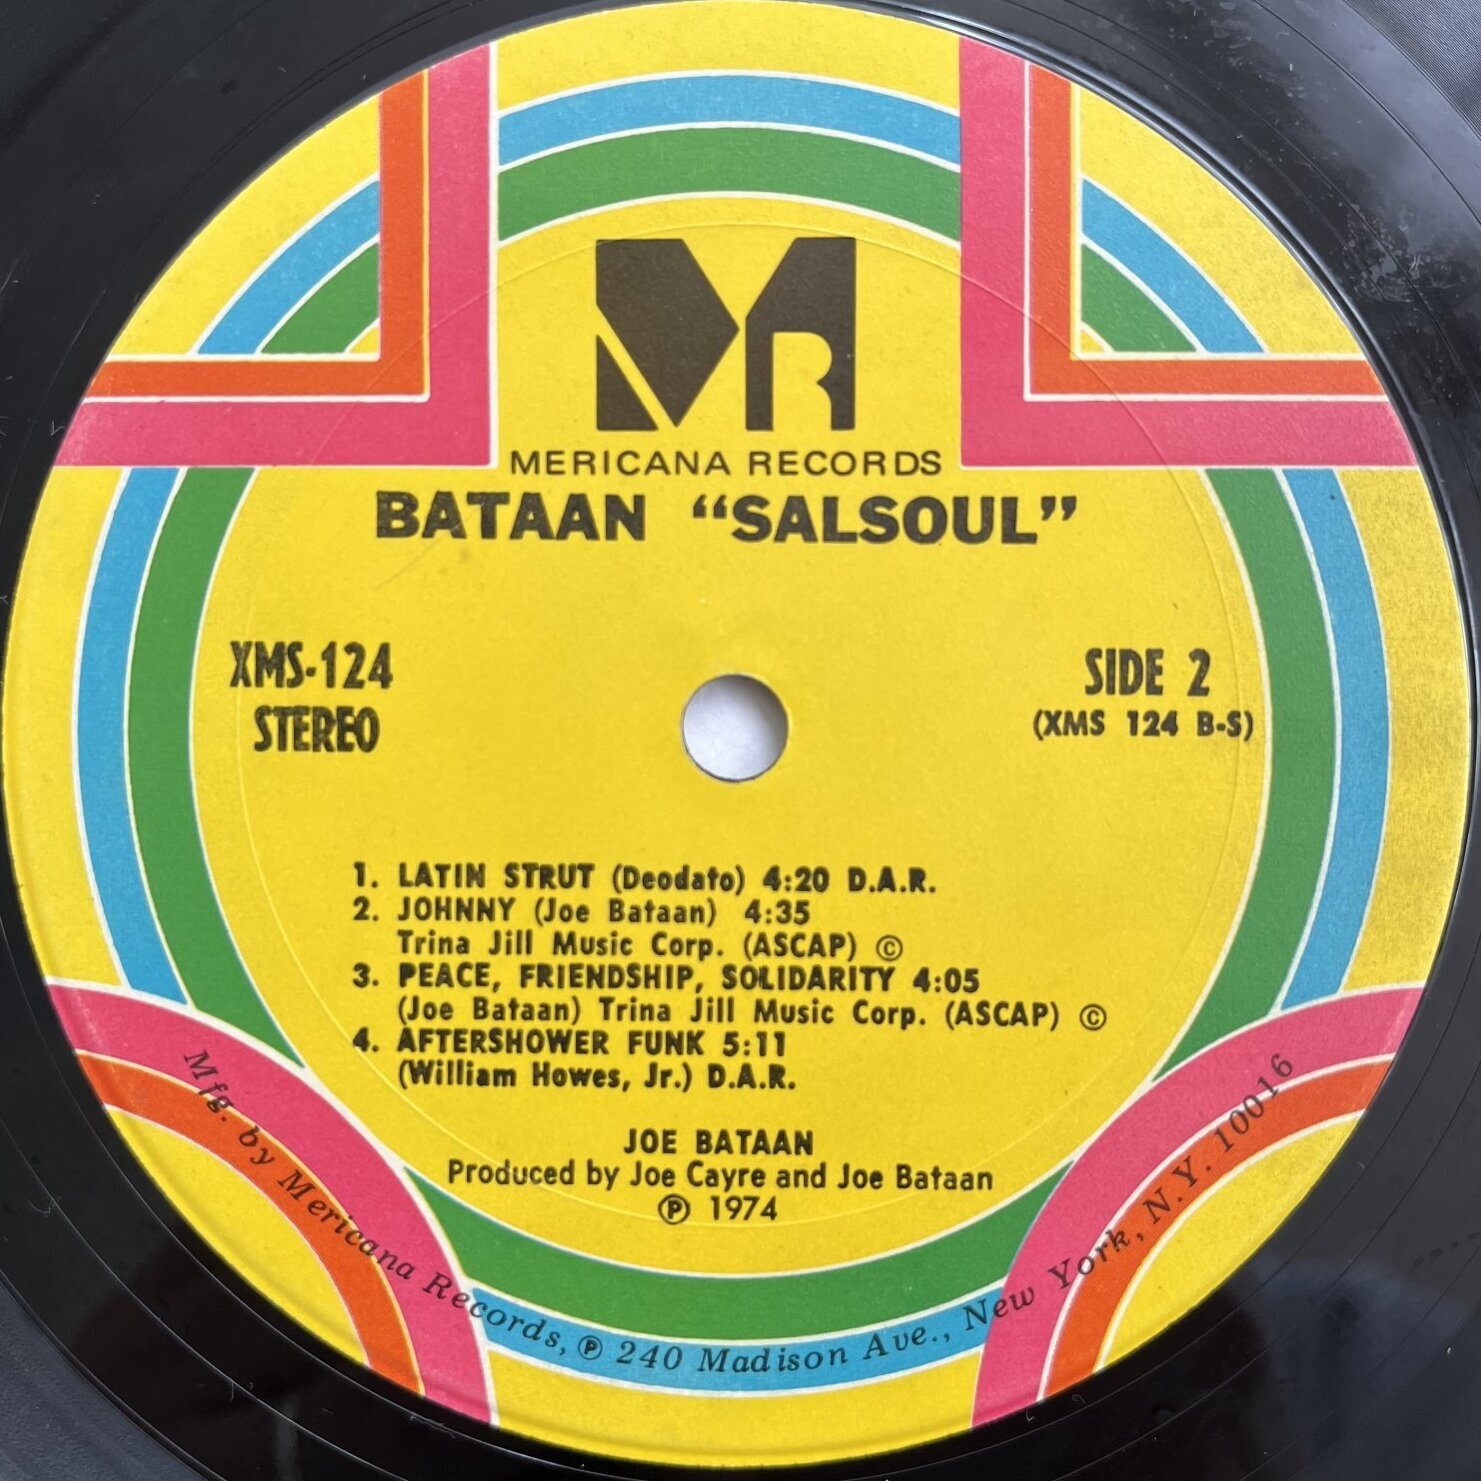 MR
MERICANA RECORDS
BATAAN “SALSOUL”
XMS-124
STEREO
SIDE 2
(XMS 124 B-S)
1. LATIN STRUT (Deodato) 4:20 D.A.R.
2. JOHNNY (Joe Bataan) 4:35
Trina Jill Music Corp. (ASCAP) ©
3. PEACE, FRIENDSHIP, SOLIDARITY 4:05
(Joe Bataan) Trina Jill Music Corp. (ASCAP) ©
4. AFTERSHOWER FUNK 5:11
(William Howes, Jr.) D.A.R.
JOE BATAAN
Produced by Joe Cayre and Joe Bataan
℗ 1974
Mfg. by Mericana Records, ℗ 240 Madison Ave., New York, N.Y. 10016